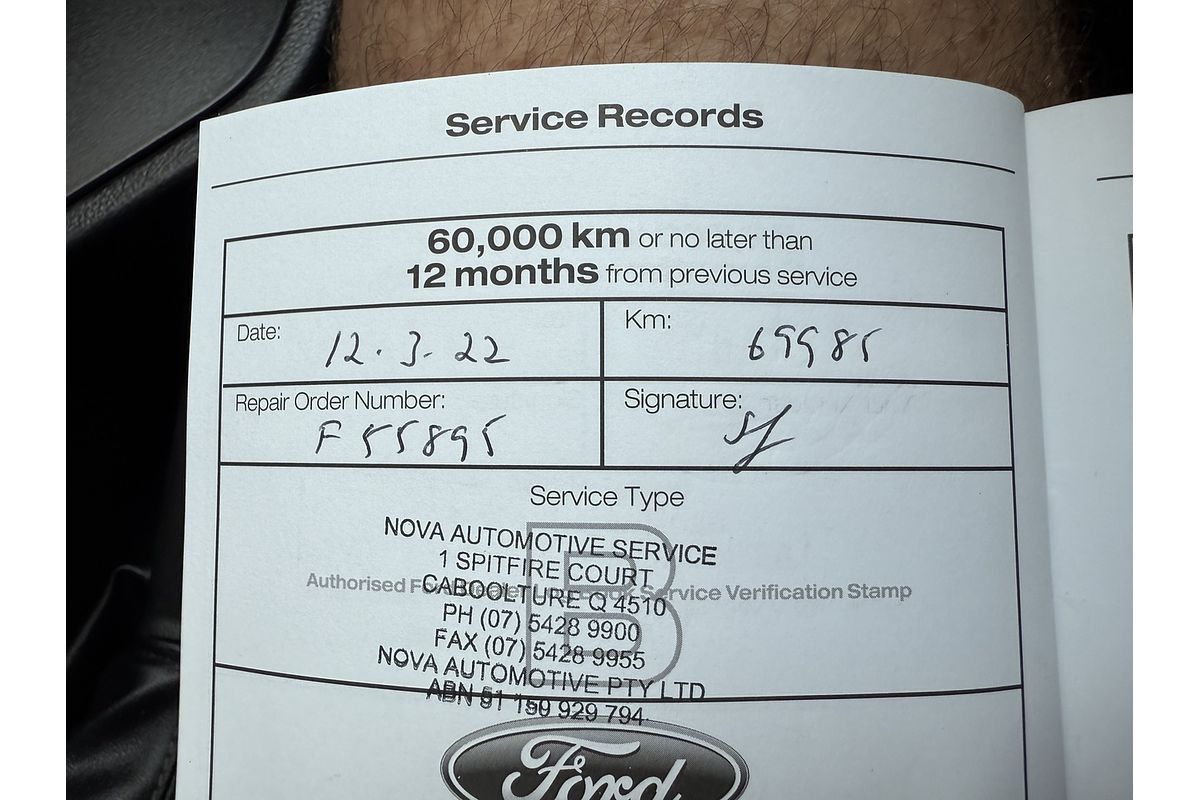 Service Records
60,000 km or no later than
12 months from previous service
Date: 12.3.22
Km: 69985
Repair Order Number: F 55895
Signature:
Service Type
B
NOVA AUTOMOTIVE SERVICE
1 SPITFIRE COURT
Authorised Service Verification Stamp
CABOOLTURE Q 4510
PH (07) 5428 9900
FAX (07) 5428 9955
NOVA AUTOMOTIVE PTY LTD
ABN 51 159 929 794
Ford